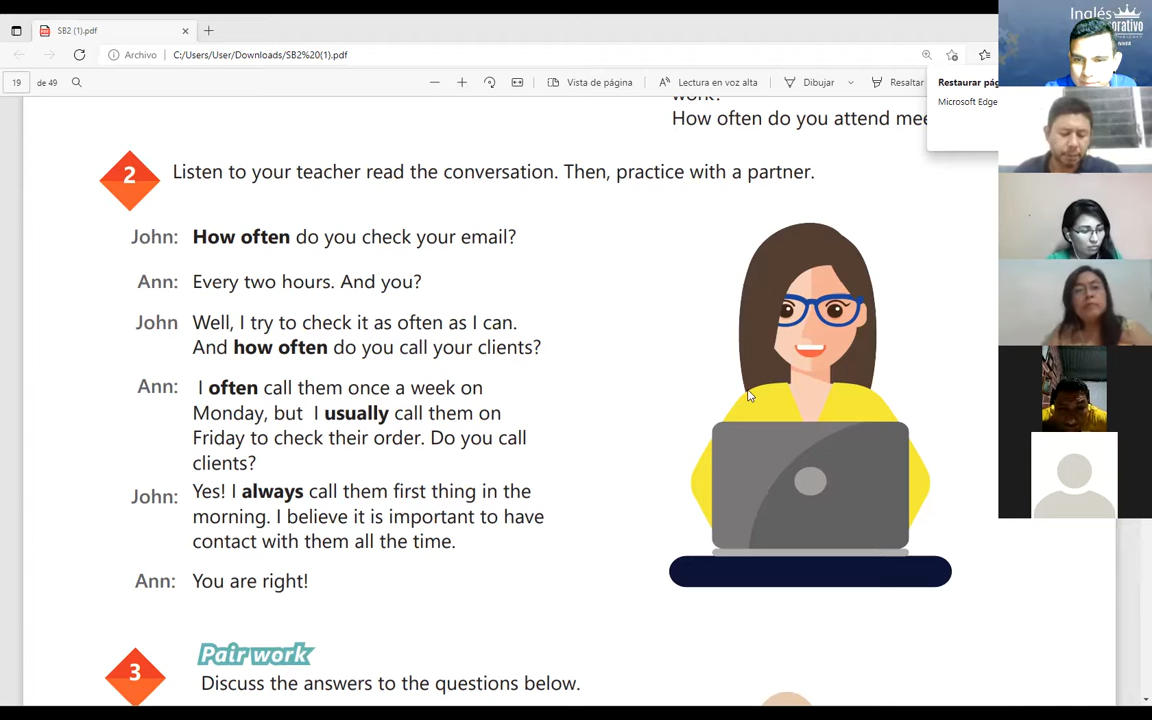 SB2 (1).pdf
Archivo
C:/Users/User/Downloads/SB2%20(1).pdf
19
de 49
Vista de página
Lectura en voz alta
Dibujar
Resaltar
Restaurar pág
Microsoft Edge
Inglés
work?
How often do you attend mee
2
Listen to your teacher read the conversation. Then, practice with a partner.
John: How often do you check your email?
Ann: Every two hours. And you?
John Well, I try to check it as often as I can.
And how often do you call your clients?
Ann: I often call them once a week on
Monday, but I usually call them on
Friday to check their order. Do you call
clients?
John: Yes! I always call them first thing in the
morning. I believe it is important to have
contact with them all the time.
Ann: You are right!
3
Pair work
Discuss the answers to the questions below.